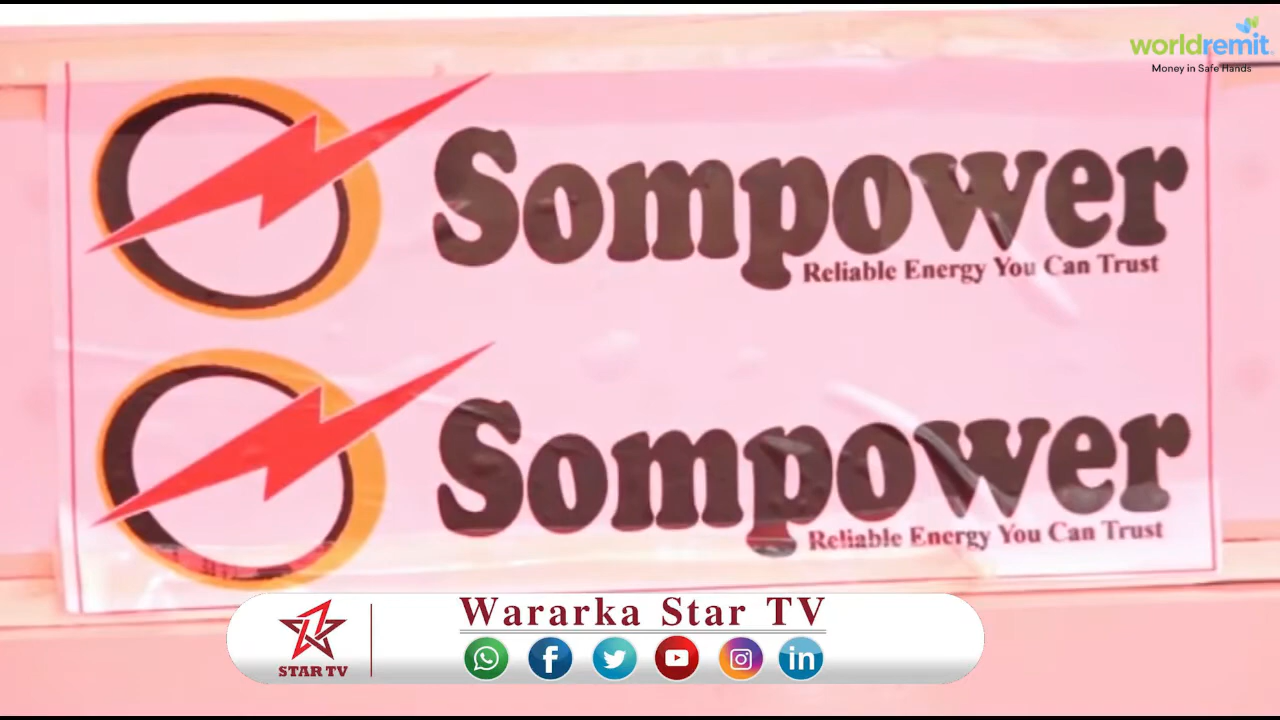 worldremit
Money in Safe Hands
Sompower
Reliable Energy You Can Trust
Sompower
Reliable Energy You Can Trust
Wararka Star TV
STAR TV